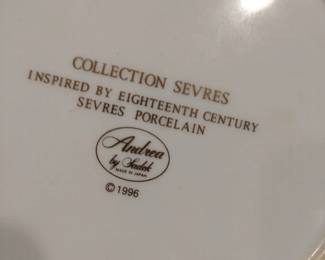 COLLECTION SEVRES
INSPIRED BY EIGHTEENTH CENTURY
SEVRES PORCELAIN
Andrea
by Sadek
MADE IN JAPAN
© 1996